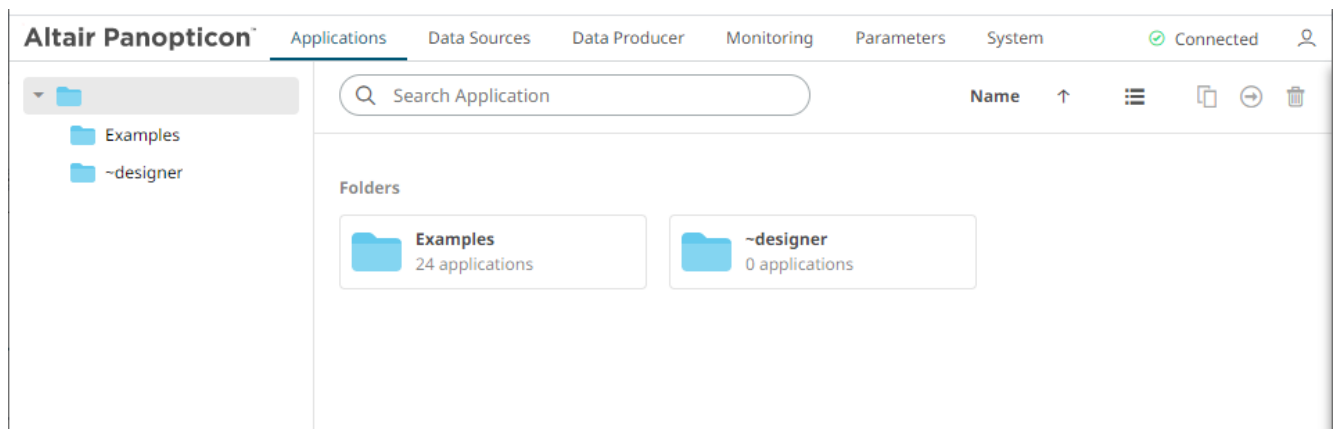 Altair Panopticon™ Applications Data Sources Data Producer Monitoring Parameters System Connected
Search Application Name
Examples
~designer
Folders
Examples
24 applications
~designer
0 applications